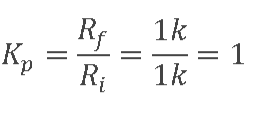 K_p = R_f / R_i = 1k / 1k = 1